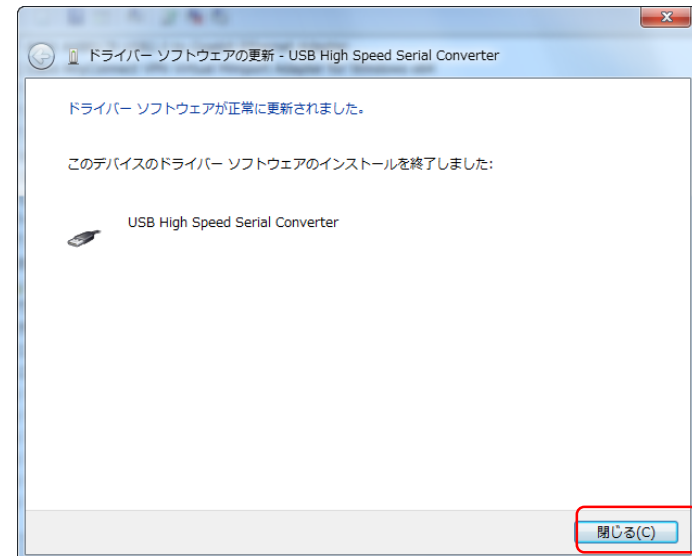 ドライバー ソフトウェアの更新 - USB High Speed Serial Converter
ドライバー ソフトウェアが正常に更新されました。
このデバイスのドライバー ソフトウェアのインストールを終了しました:
USB High Speed Serial Converter
閉じる(C)